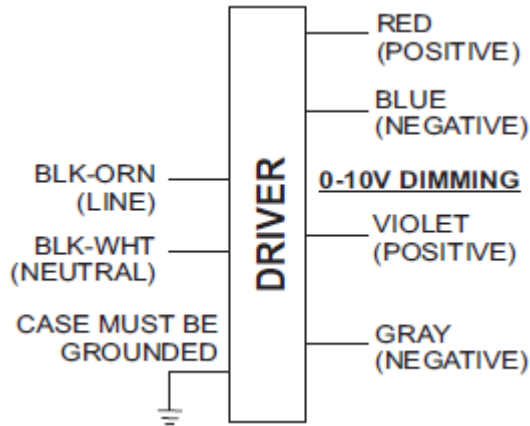 RED
(POSITIVE)
BLUE
(NEGATIVE)
BLK-ORN
(LINE)
0-10V DIMMING
BLK-WHT
(NEUTRAL)
VIOLET
(POSITIVE)
CASE MUST BE
GROUNDED
GRAY
(NEGATIVE)
DRIVER